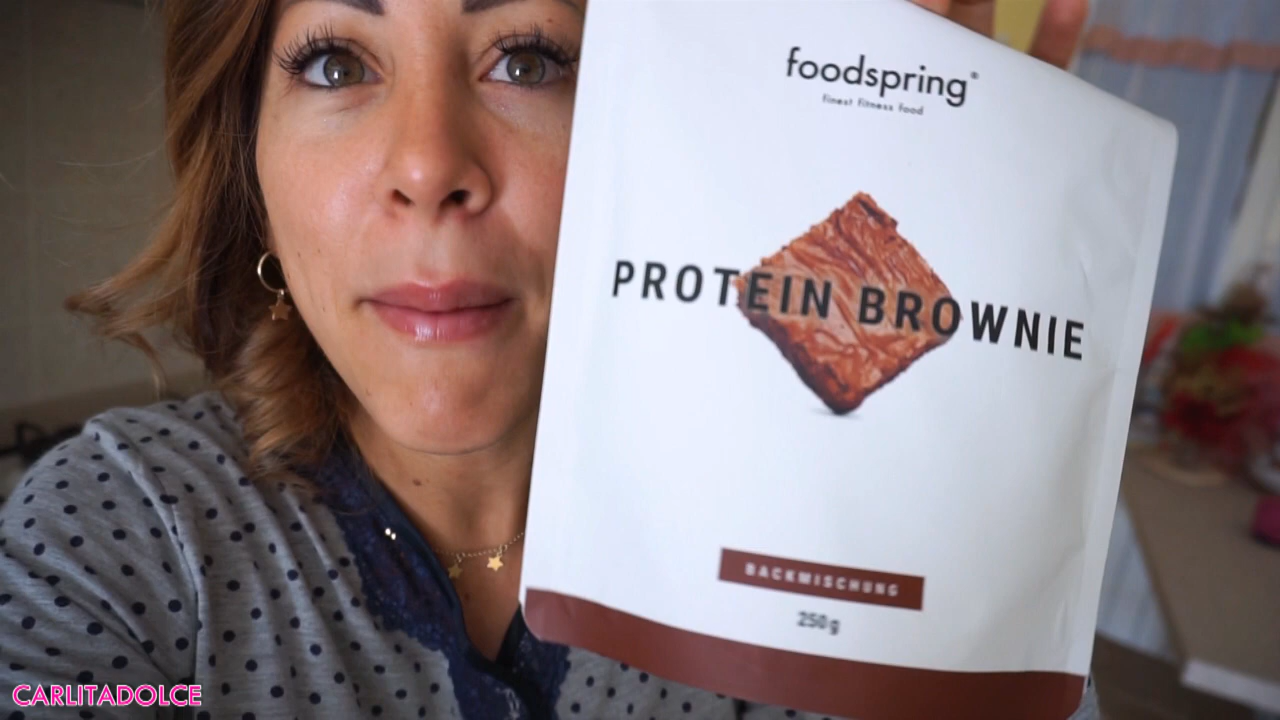 foodspring®
finest fitness food
PROTEIN BROWNIE
BACKMISCHUNG
250g
CARLITADOLCE